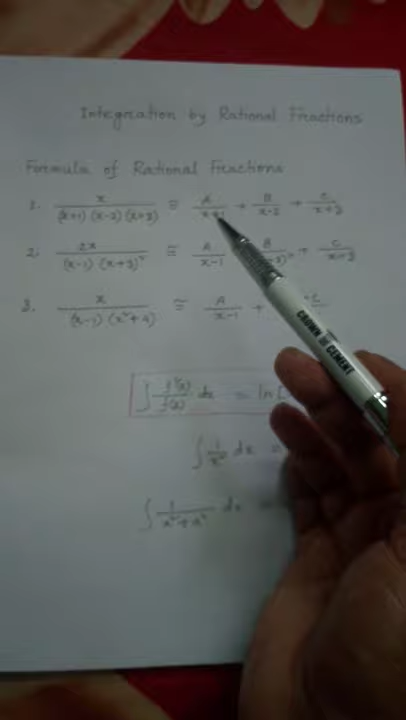 Integration by Rational Fractions
Formula of Rational Fractions
1. x/(x+1)(x-2)(x+3) ≅ A/x+1 + B/x-2 + C/x+3
2. 2x/(x-1)(x+3)² ≅ A/x-1 B + C/x+3
3. x/(x-1)(x²+4) ≅ A/x-1 + C
∫ f'(x)/f(x) dx = ln
∫ 1/x² dx =
∫ 1/x²+a² dx =
CROWN CEMENT